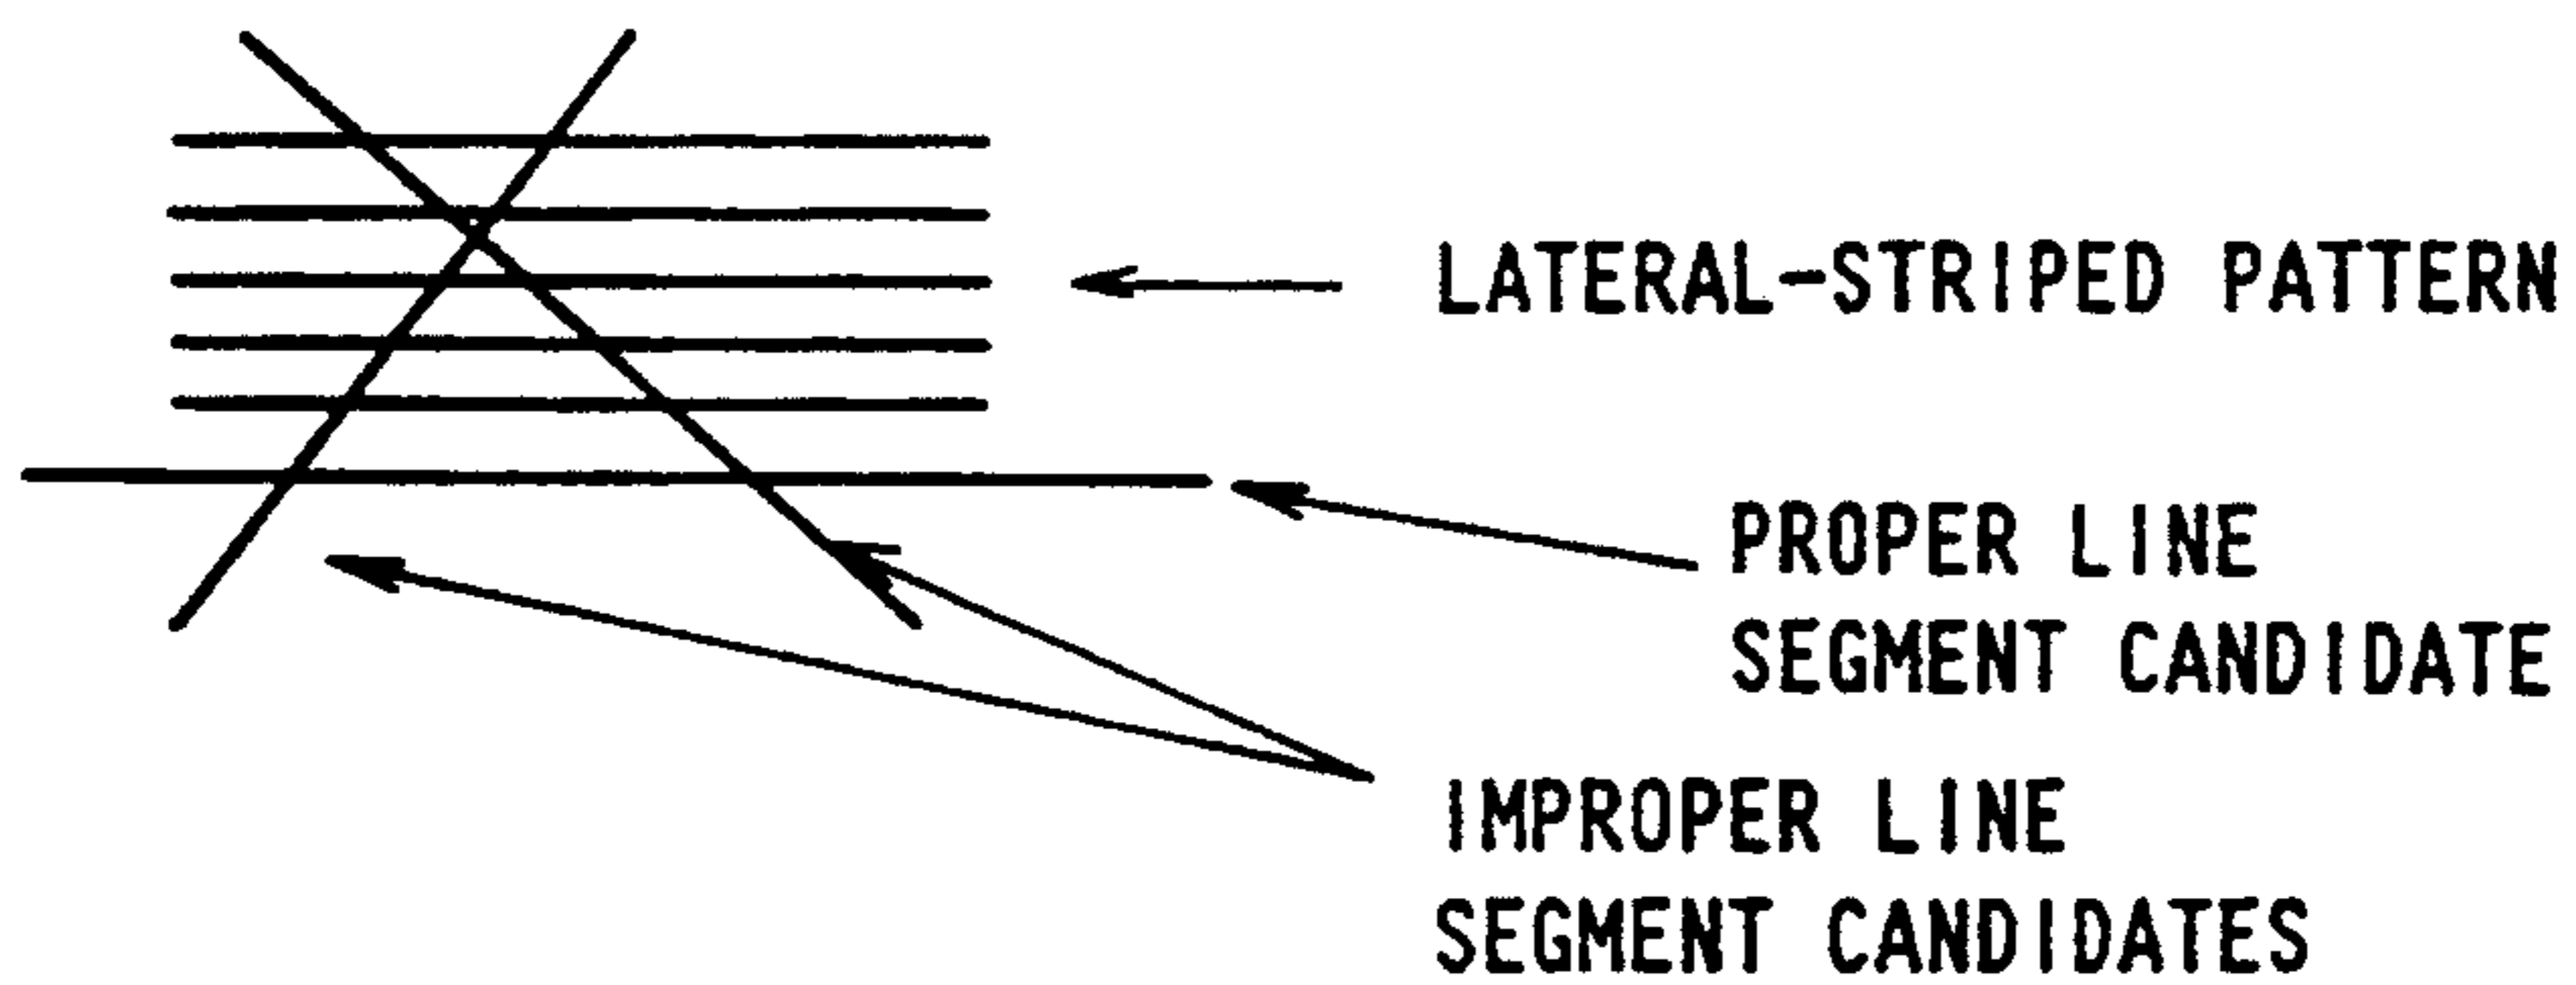 LATERAL-STRIPED PATTERN
PROPER LINE
SEGMENT CANDIDATE
IMPROPER LINE
SEGMENT CANDIDATES